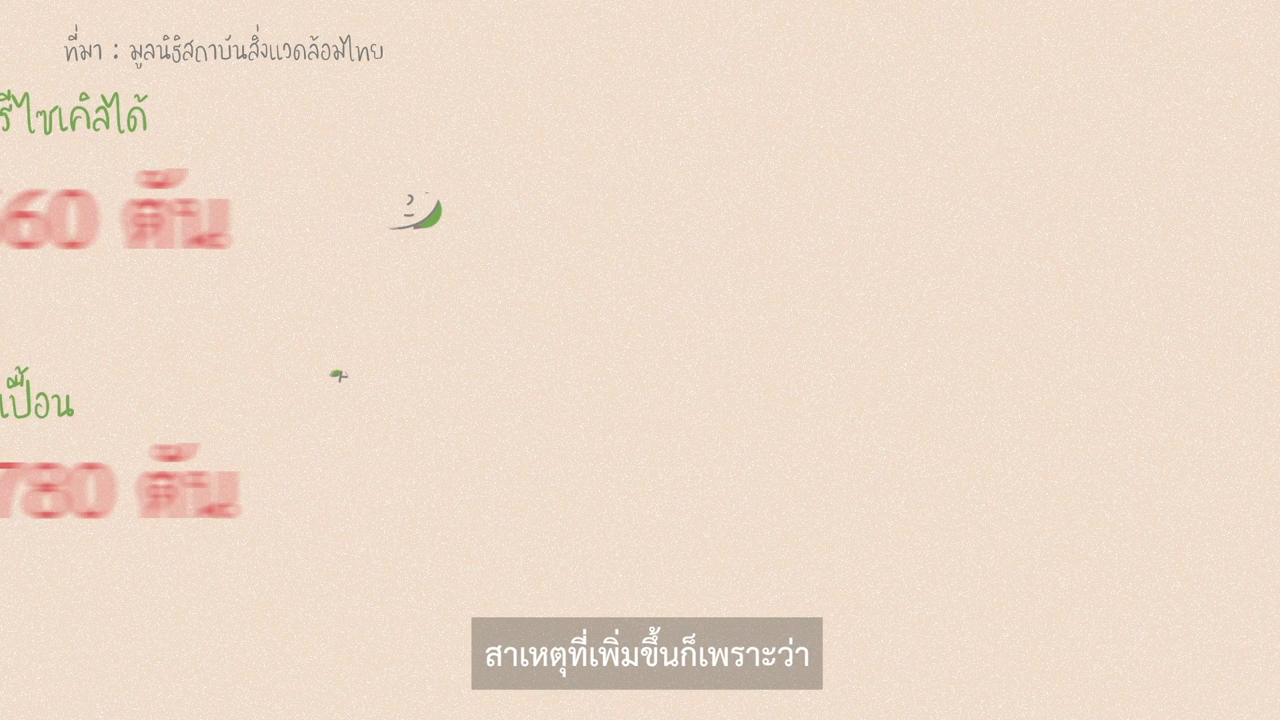 ที่มา : มูลนิธิสถาบันสิ่งแวดล้อมไทย
รีไซเคิลได้
60 ตัน
เปื้อน
780 ตัน
สาเหตุที่เพิ่มขึ้นก็เพราะว่า